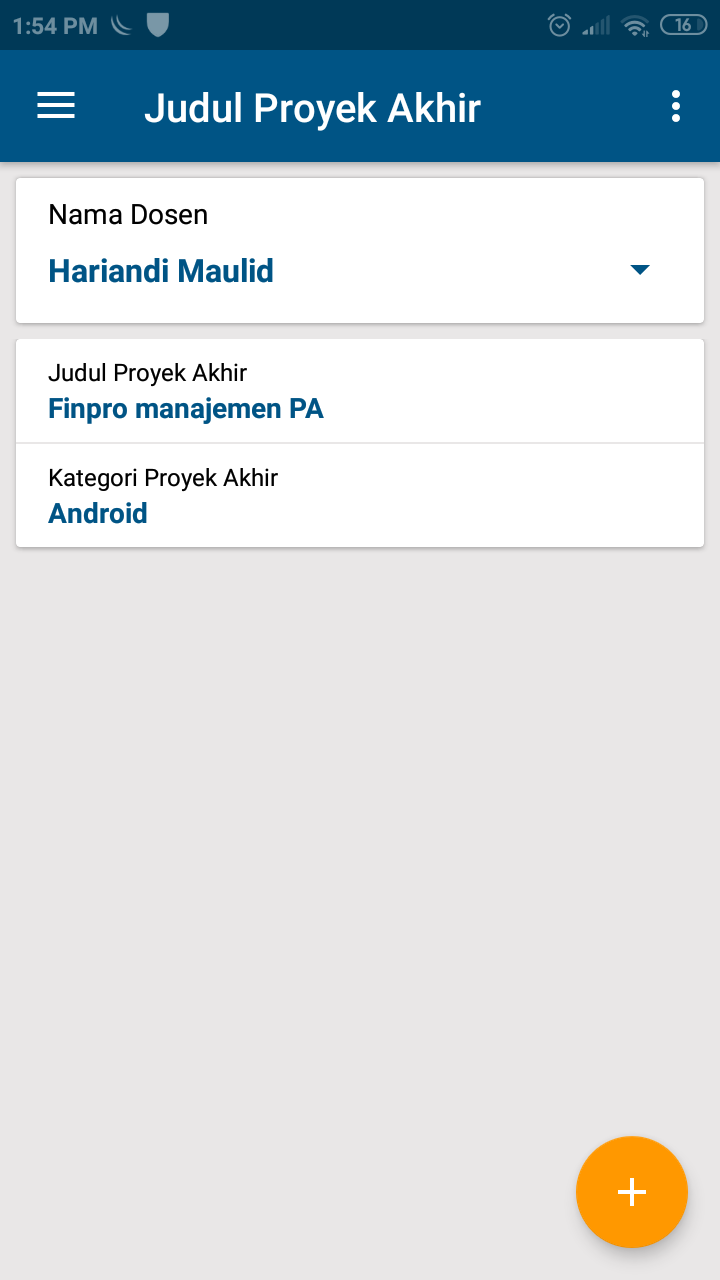 1:54 PM 16
Judul Proyek Akhir
Nama Dosen
Hariandi Maulid
Judul Proyek Akhir
Finpro manajemen PA
Kategori Proyek Akhir
Android